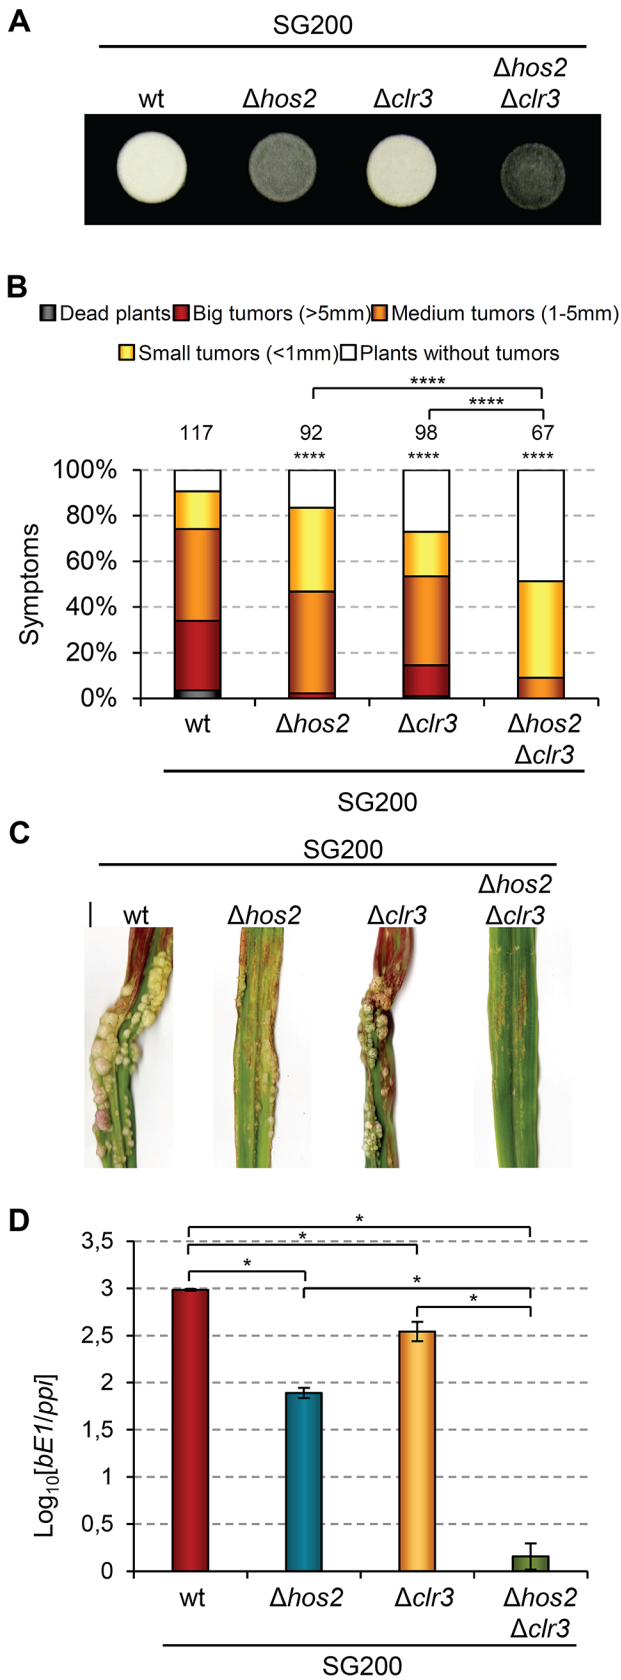 A
SG200
wt Δhos2 Δclr3 Δhos2 Δclr3
B
Dead plants Big tumors (>5mm) Medium tumors (1-5mm)
Small tumors (<1mm) Plants without tumors
****
****
117 92 98 67
**** **** ****
100%
80%
60%
40%
20%
0%
Symptoms
wt Δhos2 Δclr3 Δhos2 Δclr3
SG200
C
SG200
wt Δhos2 Δclr3 Δhos2 Δclr3
D
*
*
*
*
*
3,5
3
2,5
2
1,5
1
0,5
0
Log10[bE1/ppi]
wt Δhos2 Δclr3 Δhos2 Δclr3
SG200